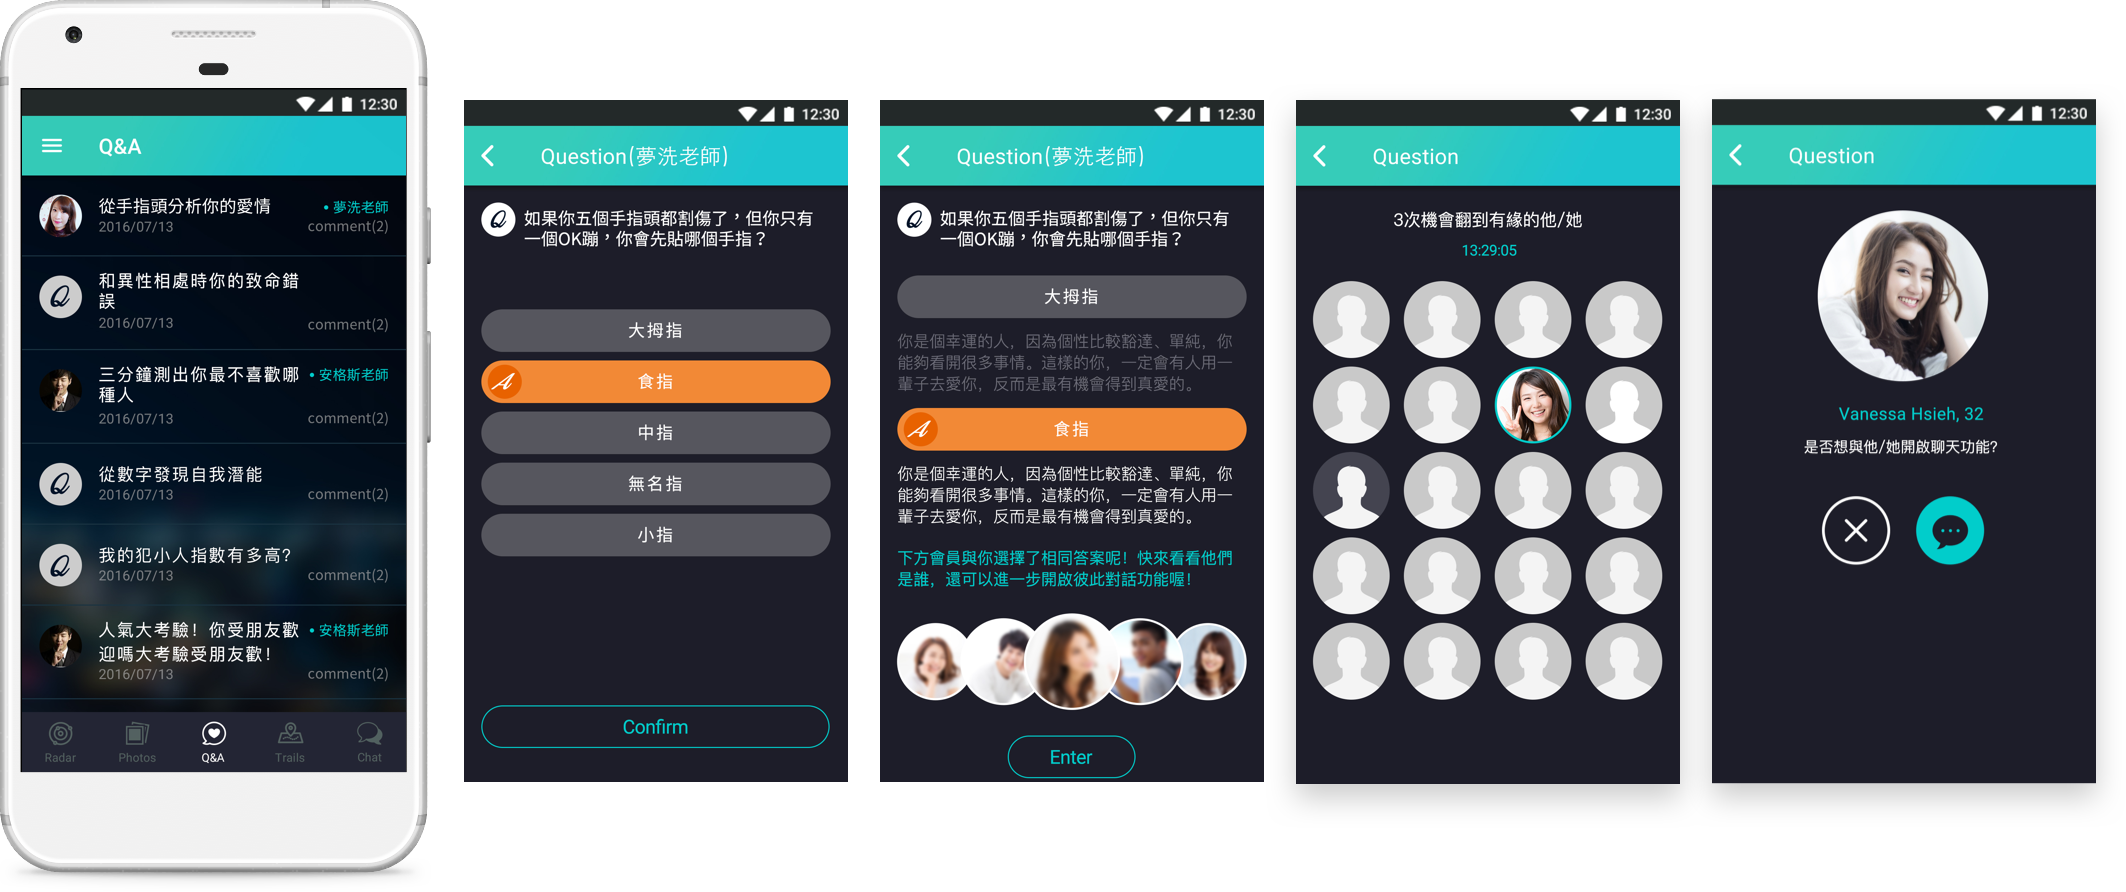 12:30
Q&A
從手指頭分析你的愛情
• 夢洗老師
2016/07/13
comment(2)
Q
和異性相處時你的致命錯
誤
2016/07/13
comment(2)
三分鐘測出你最不喜歡哪
• 安格斯老師
種人
2016/07/13
comment(2)
Q
從數字發現自我潛能
2016/07/13
comment(2)
Q
我的犯小人指數有多高?
2016/07/13
comment(2)
人氣大考驗! 你受朋友歡
• 安格斯老師
迎嗎大考驗受朋友歡!
2016/07/13
comment(2)
Radar
Photos
Q&A
Trails
Chat
12:30
Question(夢洗老師)
Q
如果你五個手指頭都割傷了，但你只有
一個OK蹦，你會先貼哪個手指？
大拇指
A
食指
中指
無名指
小指
Confirm
12:30
Question(夢洗老師)
Q
如果你五個手指頭都割傷了，但你只有
一個OK蹦，你會先貼哪個手指？
大拇指
你是個幸運的人，因為個性比較豁達、單純，你
能夠看開很多事情。這樣的你，一定會有人用一
輩子去愛你，反而是最有機會得到真愛的。
A
食指
你是個幸運的人，因為個性比較豁達、單純，你
能夠看開很多事情。這樣的你，一定會有人用一
輩子去愛你，反而是最有機會得到真愛的。
下方會員與你選擇了相同答案呢！快來看看他們
是誰，還可以進一步開啟彼此對話功能喔！
Enter
12:30
Question
3次機會翻到有緣的他/她
13:29:05
12:30
Question
Vanessa Hsieh, 32
是否想與他/她開啟聊天功能?